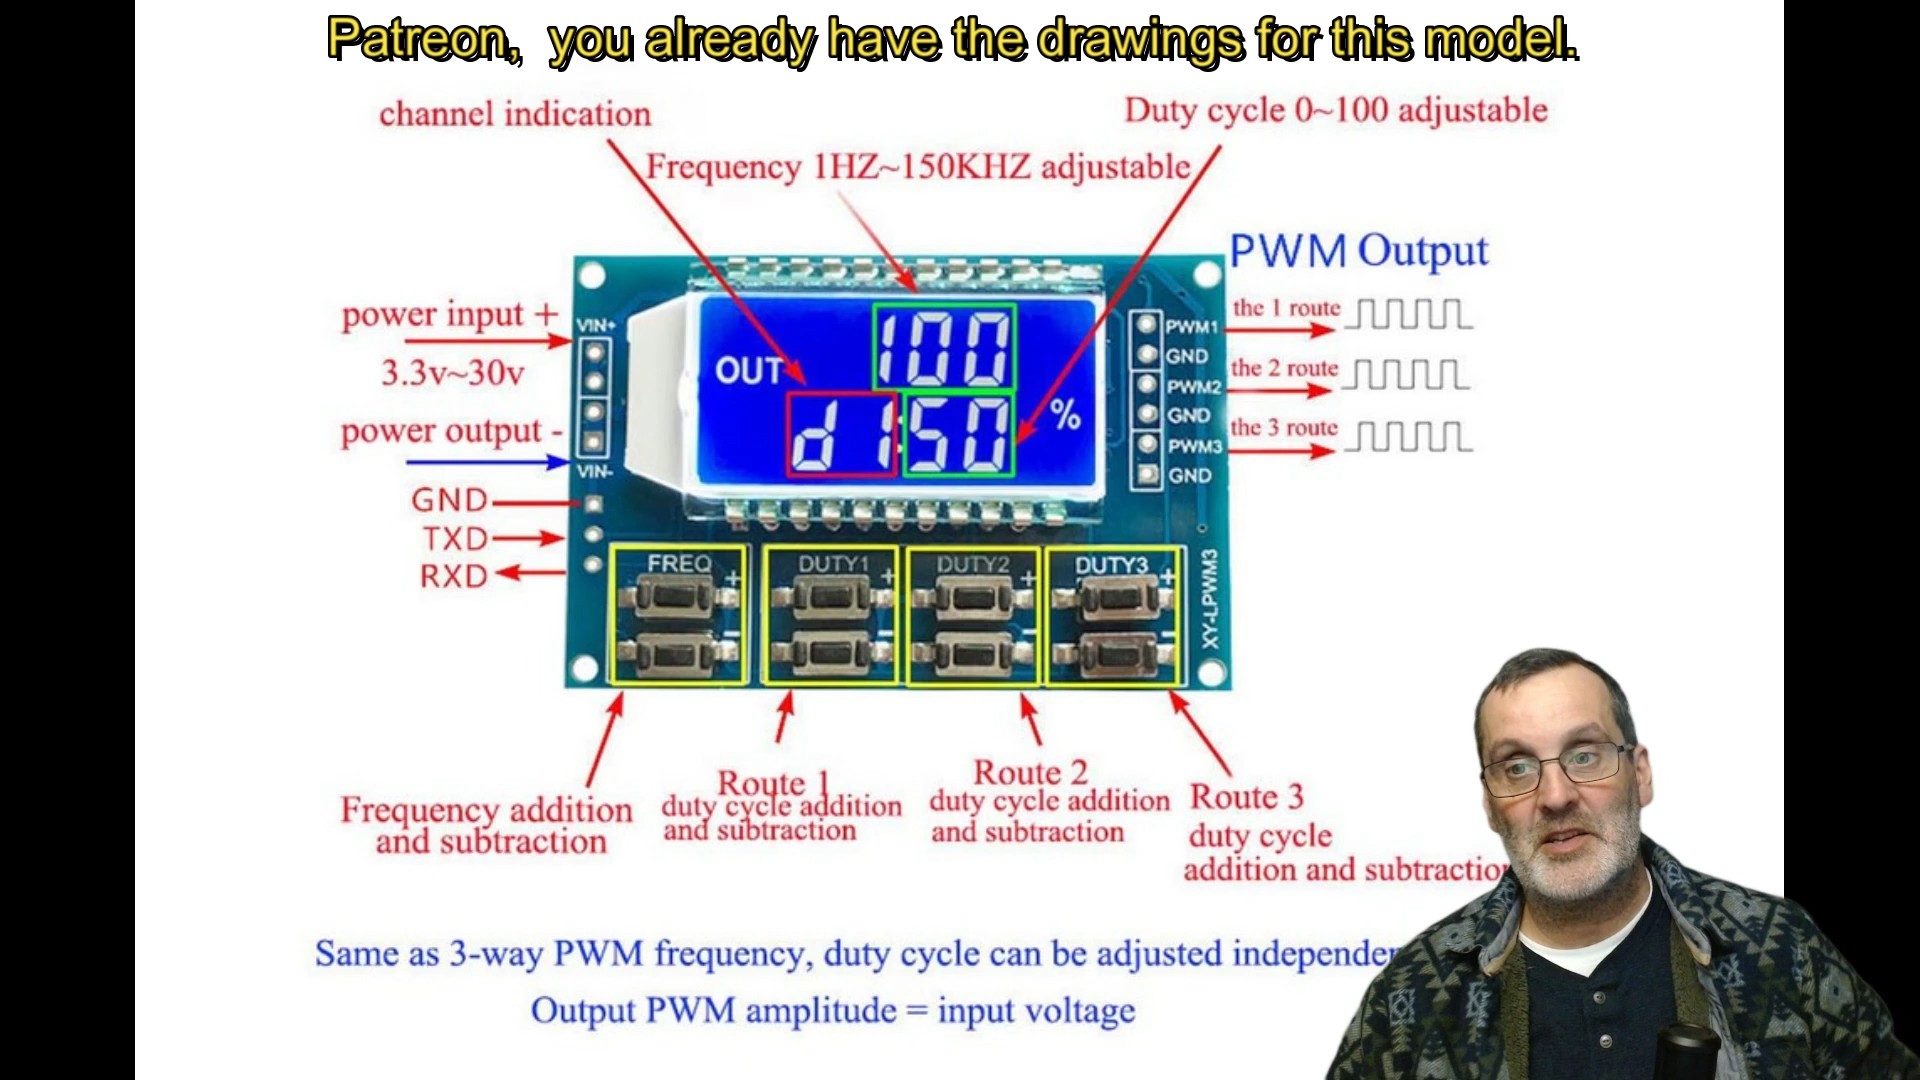 Patreon, you already have the drawings for this model.
channel indication
Duty cycle 0~100 adjustable
Frequency 1HZ~150KHZ adjustable
PWM Output
power input +
3.3v~30v
power output -
GND
TXD
RXD
VIN+
VIN-
OUT
100
d1:50
%
PWM1
GND
PWM2
GND
PWM3
GND
the 1 route
the 2 route
the 3 route
FREQ +
-
DUTY1 +
-
DUTY2 +
-
DUTY3 +
-
XY-LPWM3
Frequency addition
and subtraction
Route 1
duty cycle addition
and subtraction
Route 2
duty cycle addition
and subtraction
Route 3
duty cycle
addition and
Same as 3-way PWM frequency, duty cycle can be adjusted
Output PWM amplitude = input voltage